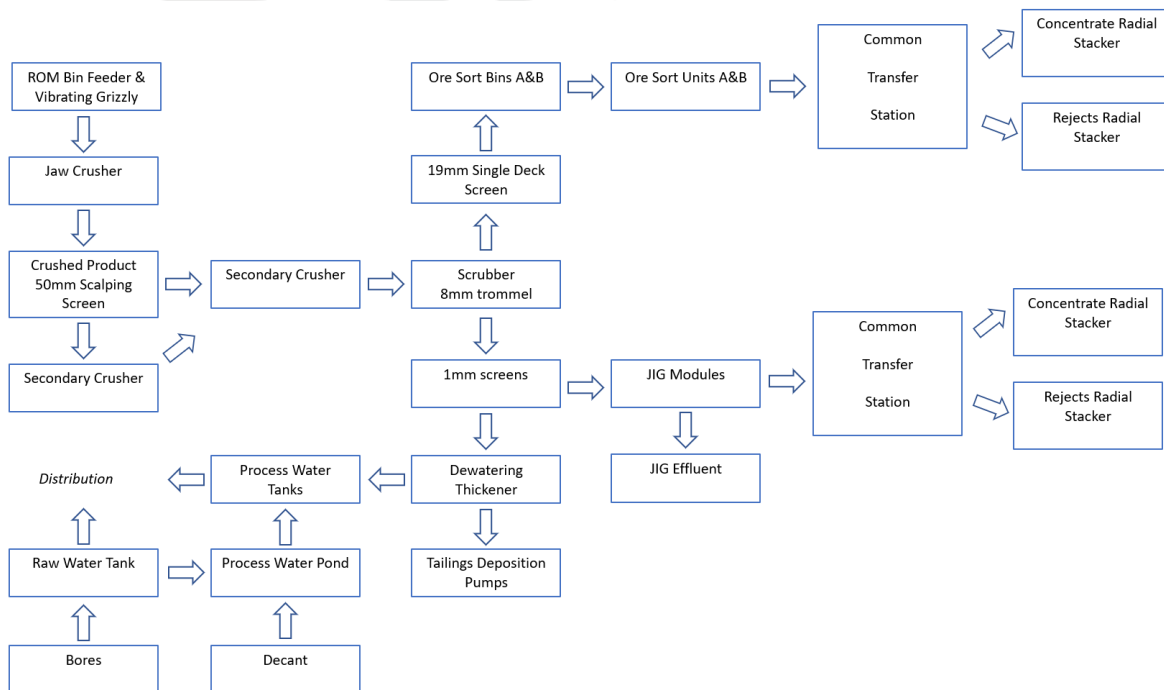 ROM Bin Feeder &
Vibrating Grizzly
Jaw Crusher
Crushed Product
50mm Scalping
Screen
Secondary Crusher
Secondary Crusher
Ore Sort Bins A&B
Ore Sort Units A&B
Common
Transfer
Station
Concentrate Radial
Stacker
Rejects Radial
Stacker
19mm Single Deck
Screen
Scrubber
8mm trommel
1mm screens
JIG Modules
Common
Transfer
Station
Concentrate Radial
Stacker
Rejects Radial
Stacker
JIG Effluent
Dewatering
Thickener
Process Water
Tanks
Distribution
Raw Water Tank
Process Water Pond
Tailings Deposition
Pumps
Bores
Decant